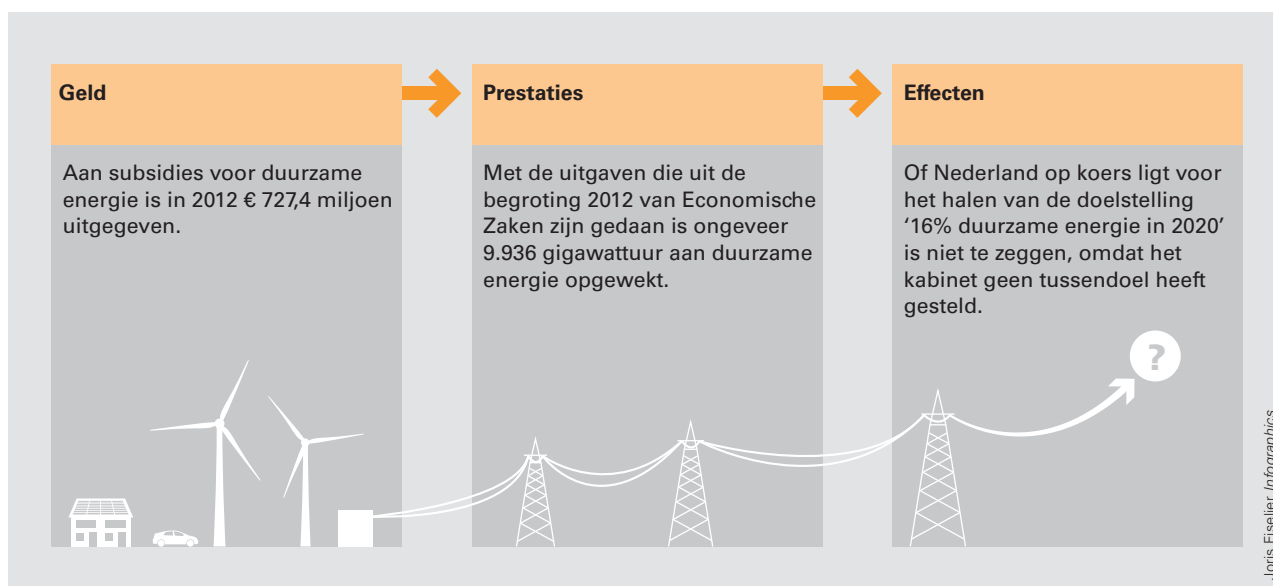 Geld
Aan subsidies voor duurzame
energie is in 2012 € 727,4 miljoen
uitgegeven.
Prestaties
Met de uitgaven die uit de
begroting 2012 van Economische
Zaken zijn gedaan is ongeveer
9.936 gigawattuur aan duurzame
energie opgewekt.
Effecten
Of Nederland op koers ligt voor
het halen van de doelstelling
‘16% duurzame energie in 2020’
is niet te zeggen, omdat het
kabinet geen tussendoel heeft
gesteld.
?
Joris Fiselier Infographics